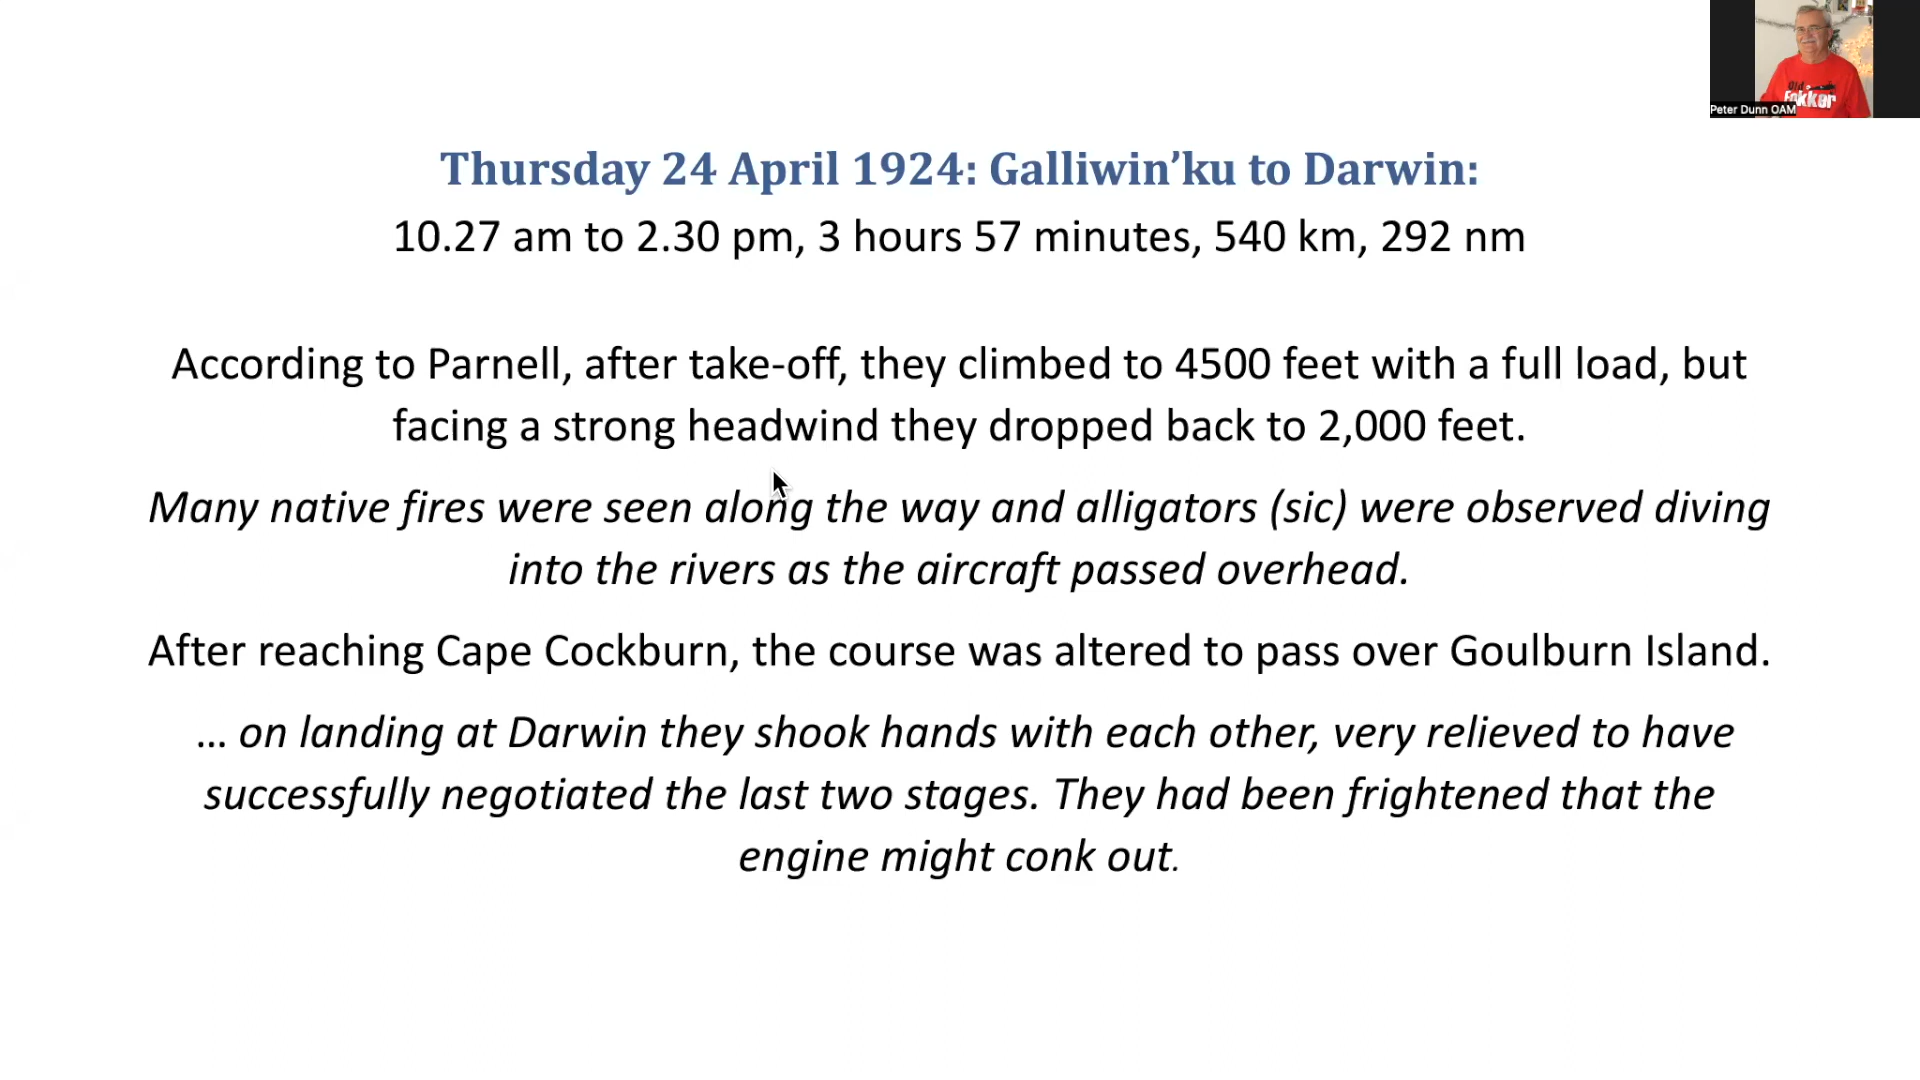 Peter Dunn OAM
Old
Fokker
Thursday 24 April 1924: Galliwin’ku to Darwin:
10.27 am to 2.30 pm, 3 hours 57 minutes, 540 km, 292 nm
According to Parnell, after take-off, they climbed to 4500 feet with a full load, but
facing a strong headwind they dropped back to 2,000 feet.
Many native fires were seen along the way and alligators (sic) were observed diving
into the rivers as the aircraft passed overhead.
After reaching Cape Cockburn, the course was altered to pass over Goulburn Island.
… on landing at Darwin they shook hands with each other, very relieved to have
successfully negotiated the last two stages. They had been frightened that the
engine might conk out.